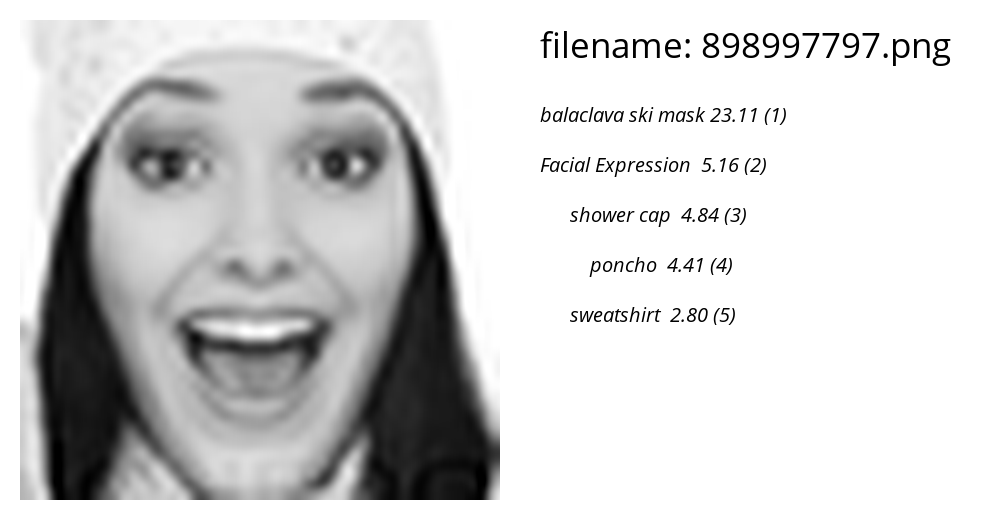 filename: 898997797.png
balaclava ski mask 23.11 (1)
Facial Expression 5.16 (2)
shower cap 4.84 (3)
poncho 4.41 (4)
sweatshirt 2.80 (5)